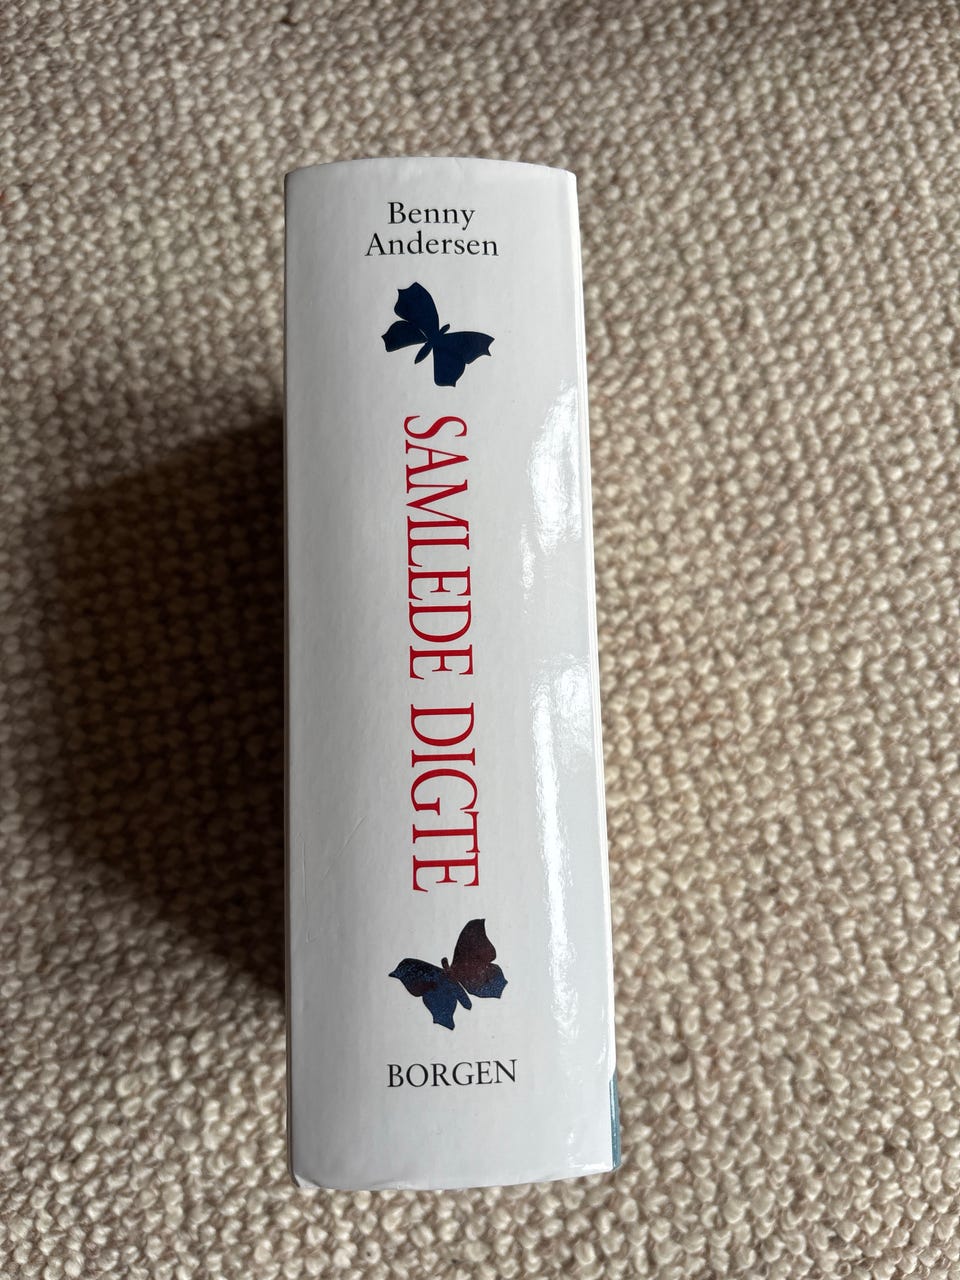 Benny
Andersen
SAMLEDE DIGTE
BORGEN